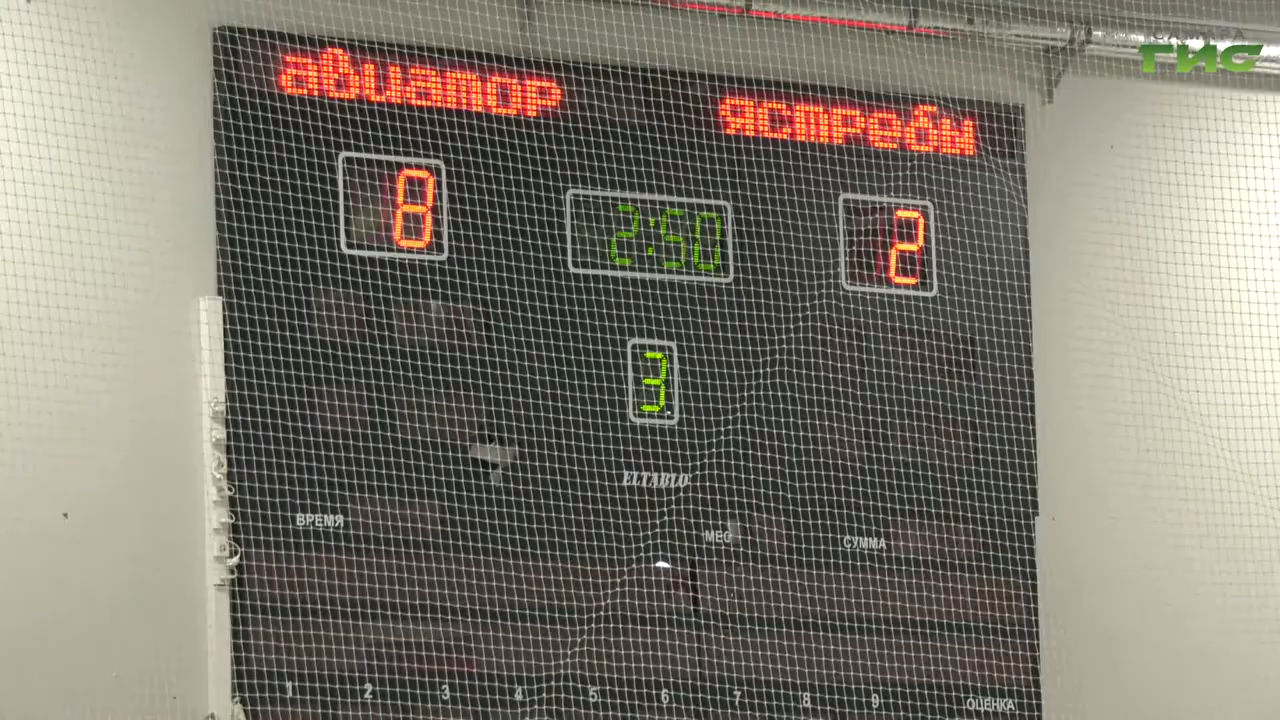 авиатор
ястребы
8
2:50
2
3
ELTABLO
ВРЕМЯ
МЕС
СУММА
1 2 3 4 5 6 7 8 9 ОЦЕНКА
ТИС